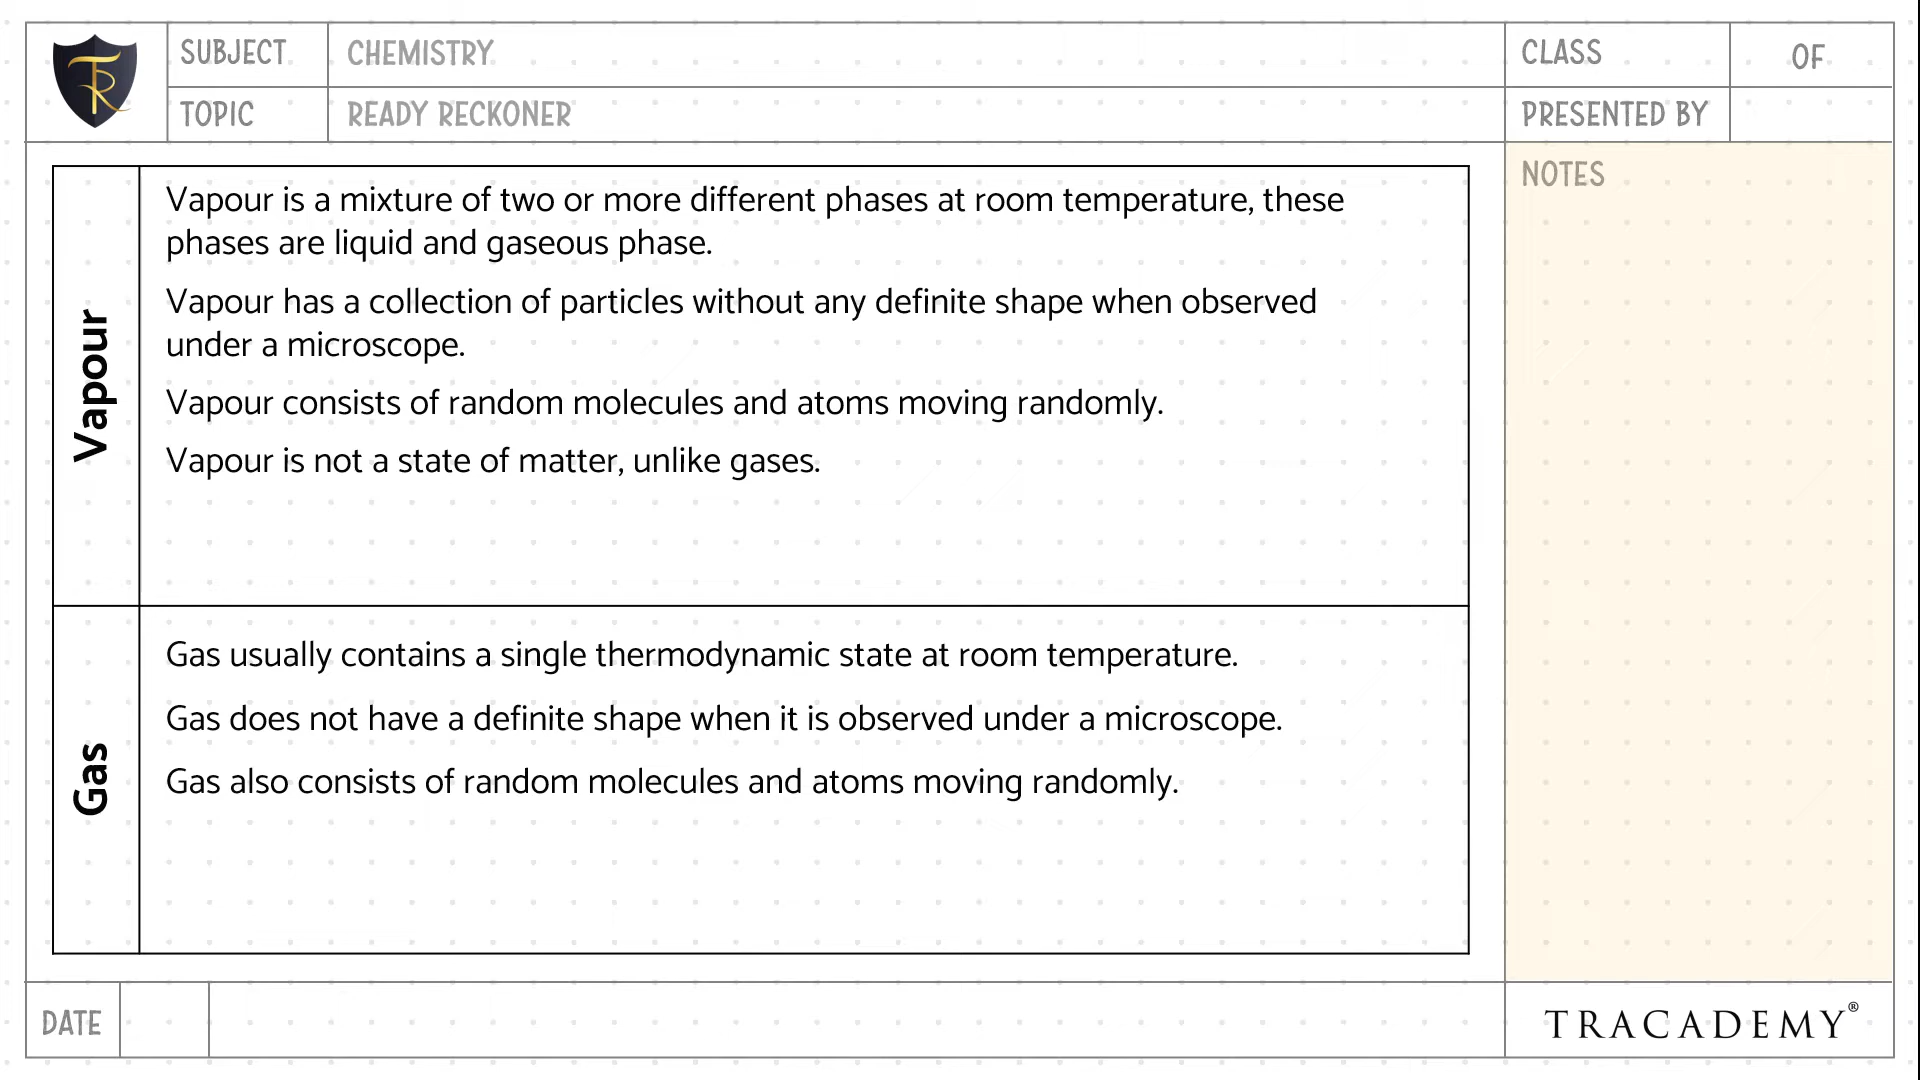 SUBJECT
CHEMISTRY
CLASS
OF
TOPIC
READY RECKONER
PRESENTED BY
NOTES
Vapour
Vapour is a mixture of two or more different phases at room temperature, these
phases are liquid and gaseous phase.
Vapour has a collection of particles without any definite shape when observed
under a microscope.
Vapour consists of random molecules and atoms moving randomly.
Vapour is not a state of matter, unlike gases.
Gas
Gas usually contains a single thermodynamic state at room temperature.
Gas does not have a definite shape when it is observed under a microscope.
Gas also consists of random molecules and atoms moving randomly.
DATE
TRACADEMY®